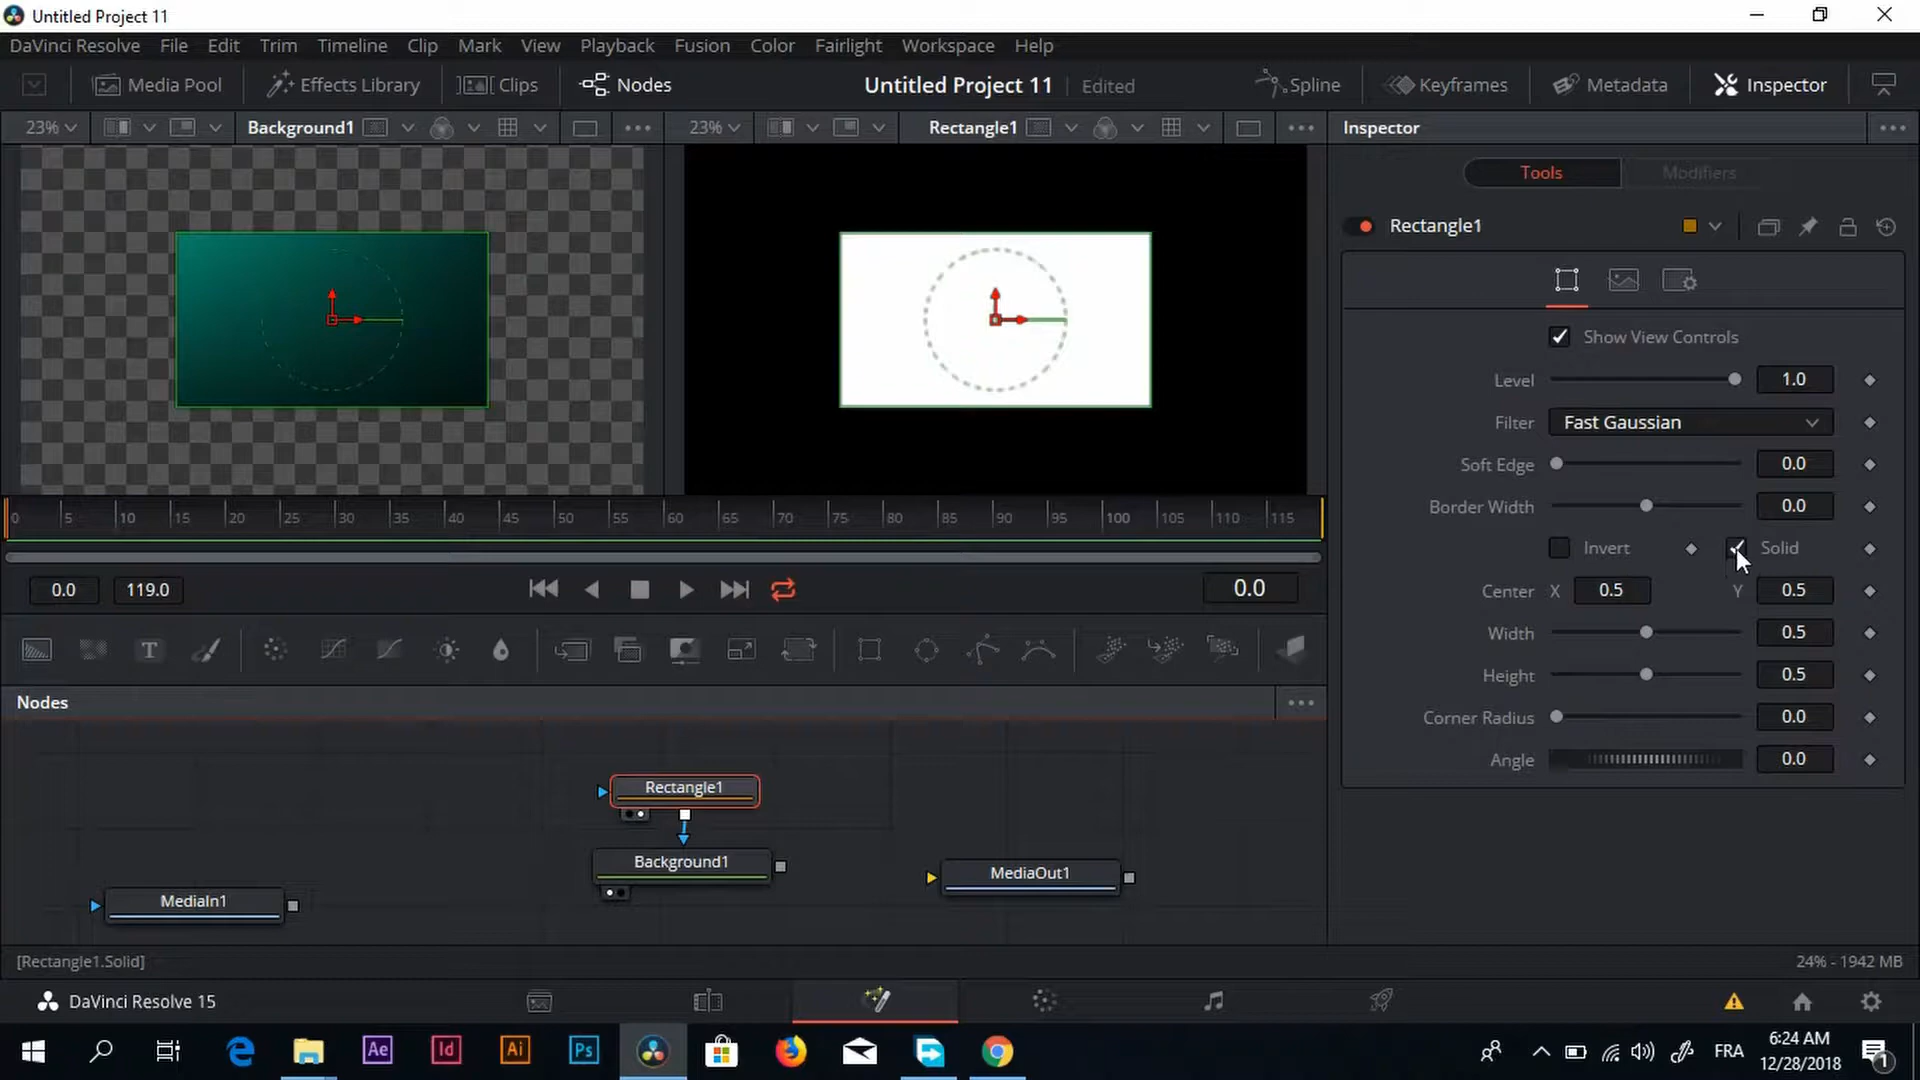 Untitled Project 11
DaVinci Resolve File Edit Trim Timeline Clip Mark View Playback Fusion Color Fairlight Workspace Help
Media Pool Effects Library Clips Nodes Untitled Project 11 Edited Spline Keyframes Metadata Inspector
23% Background1 23% Rectangle1 Inspector
Tools Modifiers
Rectangle1
Show View Controls
Level 1.0
Filter Fast Gaussian
Soft Edge 0.0
Border Width 0.0
0 5 10 15 20 25 30 35 40 45 50 55 60 65 70 75 80 85 90 95 100 105 110 115
Invert Solid
0.0 119.0 0.0
Center X 0.5 Y 0.5
Width 0.5
T
Height 0.5
Nodes
Corner Radius 0.0
Angle 0.0
Rectangle1
Background1
MediaOut1
MediaIn1
[Rectangle1.Solid] 24% - 1942 MB
DaVinci Resolve 15
Ae Id Ai Ps FRA 6:24 AM
12/28/2018 1